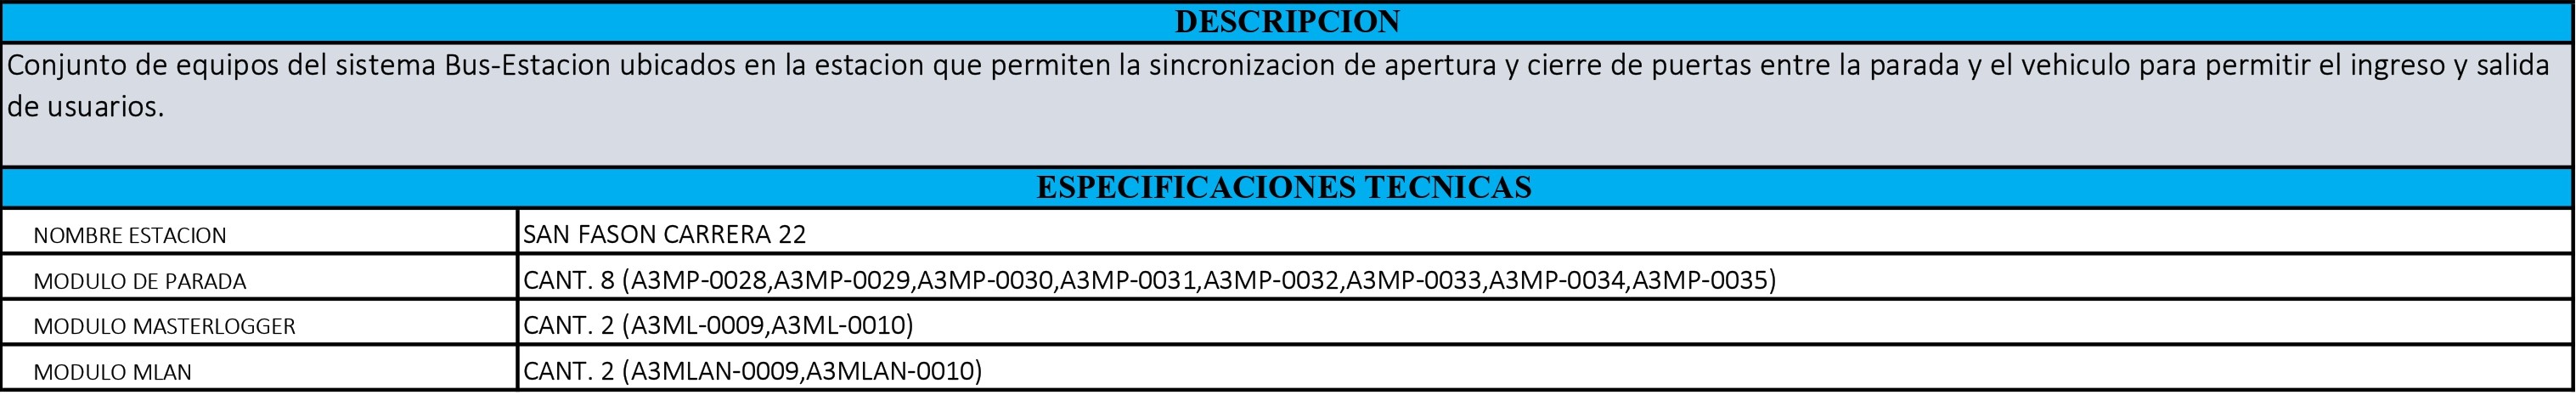 DESCRIPCION
Conjunto de equipos del sistema Bus-Estacion ubicados en la estacion que permiten la sincronizacion de apertura y cierre de puertas entre la parada y el vehiculo para permitir el ingreso y salida
de usuarios.
ESPECIFICACIONES TECNICAS
NOMBRE ESTACION SAN FASON CARRERA 22
MODULO DE PARADA CANT. 8 (A3MP-0028,A3MP-0029,A3MP-0030,A3MP-0031,A3MP-0032,A3MP-0033,A3MP-0034,A3MP-0035)
MODULO MASTERLOGGER CANT. 2 (A3ML-0009,A3ML-0010)
MODULO MLAN CANT. 2 (A3MLAN-0009,A3MLAN-0010)